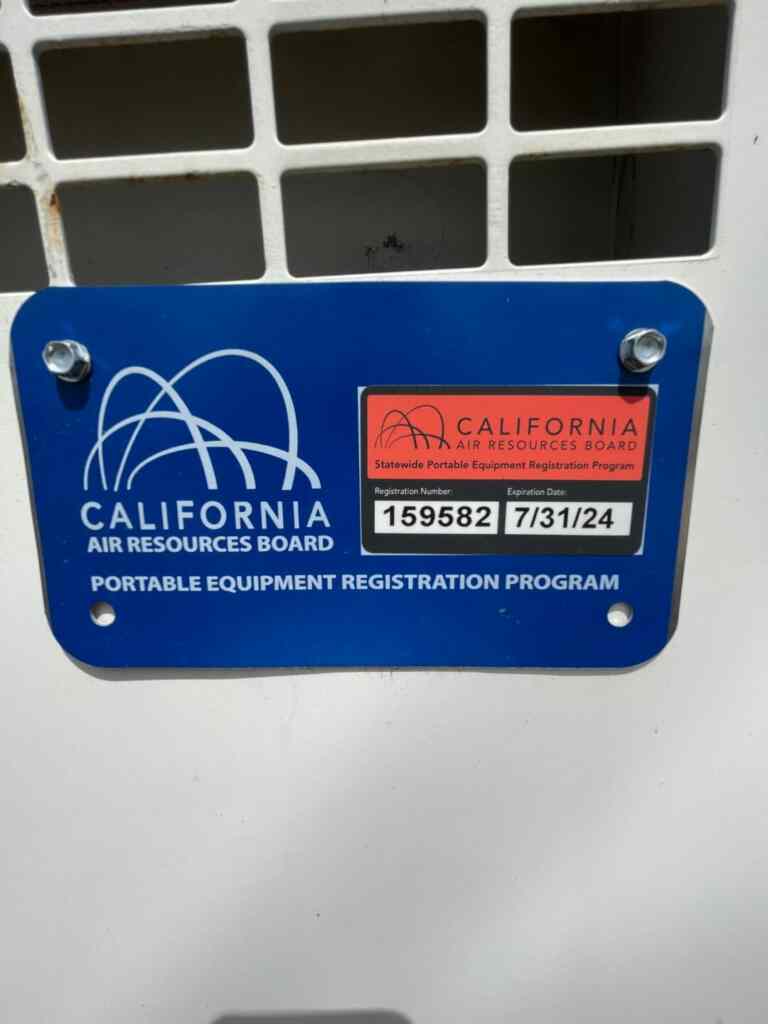 CALIFORNIA
AIR RESOURCES BOARD
PORTABLE EQUIPMENT REGISTRATION PROGRAM
CALIFORNIA
AIR RESOURCES BOARD
Statewide Portable Equipment Registration Program
Registration Number: Expiration Date:
159582 7/31/24